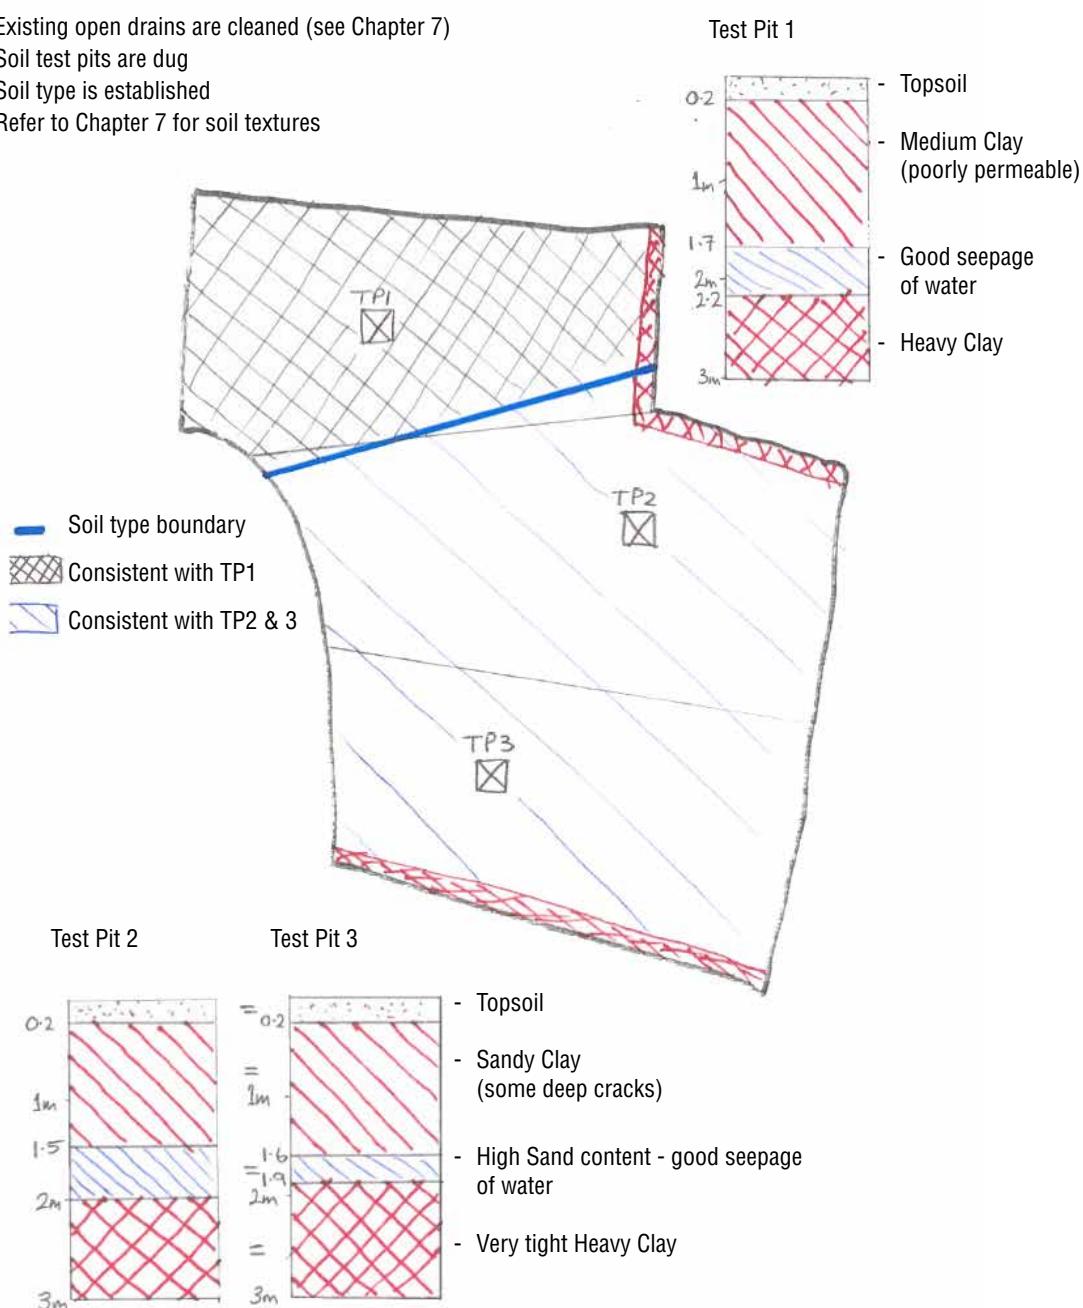 Existing open drains are cleaned (see Chapter 7)
Soil test pits are dug
Soil type is established
Refer to Chapter 7 for soil textures
Test Pit 1
0.2
1m
1.7
2m
2.2
3m
- Topsoil
- Medium Clay
(poorly permeable)
- Good seepage
of water
- Heavy Clay
TP1
TP2
TP3
Soil type boundary
Consistent with TP1
Consistent with TP2 & 3
Test Pit 2
0.2
1m
1.5
2m
3m
Test Pit 3
= 0.2
=
1m
1.6
= 1.9
2m
=
3m
- Topsoil
- Sandy Clay
(some deep cracks)
- High Sand content - good seepage
of water
- Very tight Heavy Clay